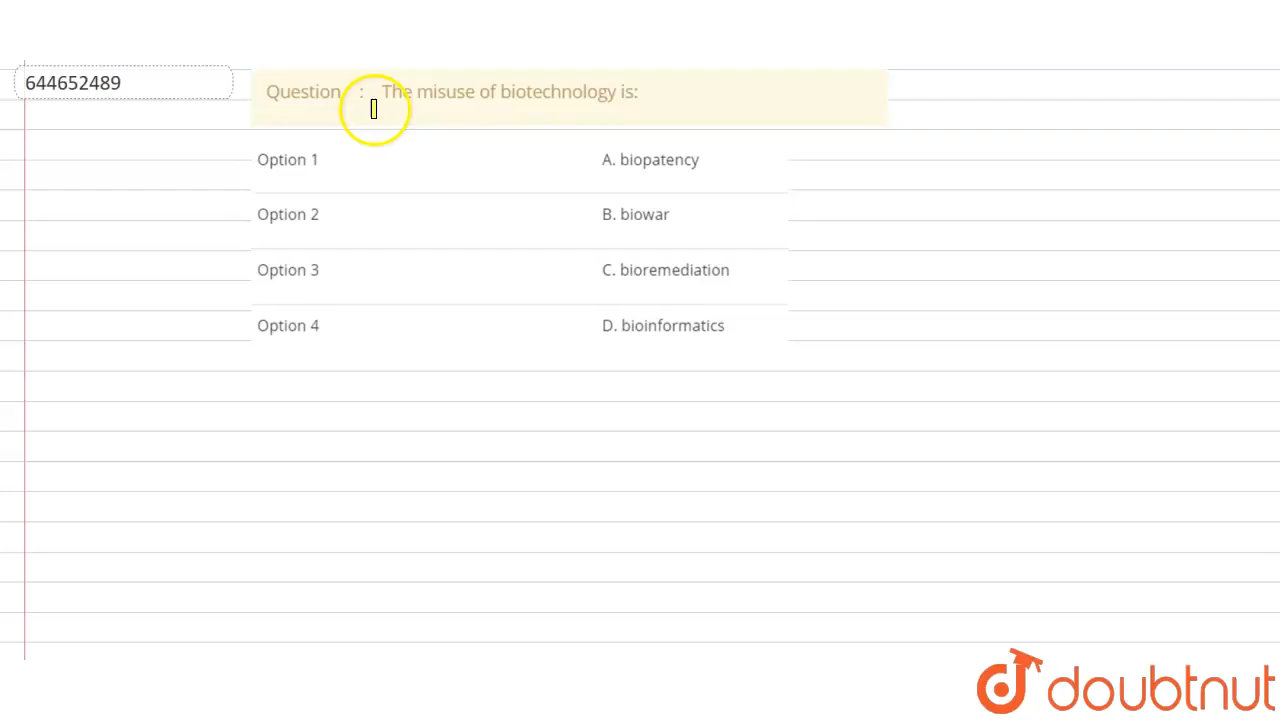 644652489
Question : The misuse of biotechnology is:
Option 1 A. biopatency
Option 2 B. biowar
Option 3 C. bioremediation
Option 4 D. bioinformatics
doubtnut